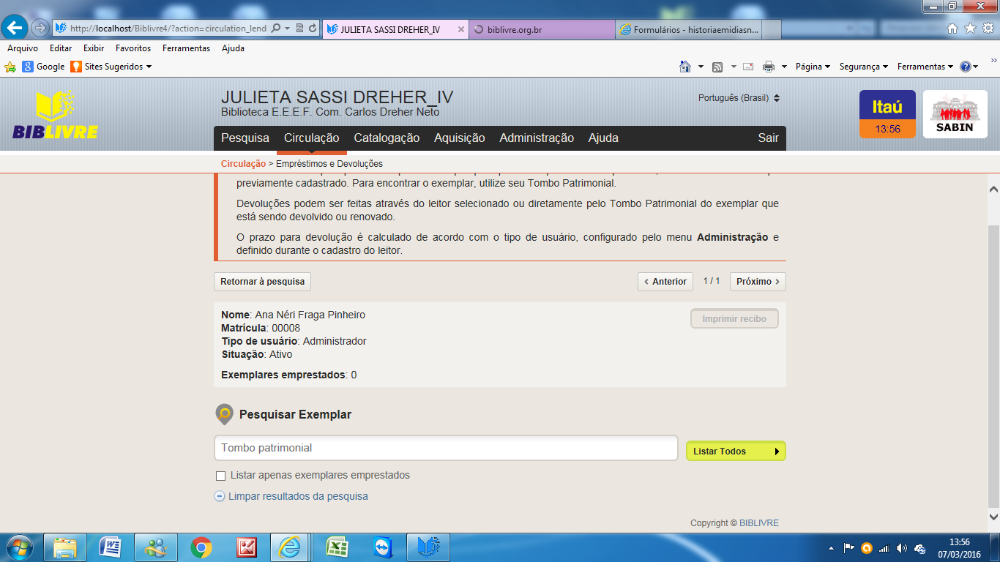 http://localhost/Biblivre4/?action=circulation_lend
JULIETA SASSI DREHER_IV
biblivre.org.br
Formulários - historiaemidiasn...
Arquivo Editar Exibir Favoritos Ferramentas Ajuda
Google Sites Sugeridos
Página Segurança Ferramentas
BIBLIVRE
JULIETA SASSI DREHER_IV
Biblioteca E.E.E.F. Com. Carlos Dreher Neto
Português (Brasil)
Itaú
13:56
SABIN
Pesquisa Circulação Catalogação Aquisição Administração Ajuda Sair
Circulação > Empréstimos e Devoluções
previamente cadastrado. Para encontrar o exemplar, utilize seu Tombo Patrimonial.
Devoluções podem ser feitas através do leitor selecionado ou diretamente pelo Tombo Patrimonial do exemplar que
está sendo devolvido ou renovado.
O prazo para devolução é calculado de acordo com o tipo de usuário, configurado pelo menu Administração e
definido durante o cadastro do leitor.
Retornar à pesquisa
‹ Anterior 1 / 1 Próximo ›
Nome: Ana Néri Fraga Pinheiro
Imprimir recibo
Matrícula: 00008
Tipo de usuário: Administrador
Situação: Ativo
Exemplares emprestados: 0
Pesquisar Exemplar
Tombo patrimonial
Listar Todos
Listar apenas exemplares emprestados
Limpar resultados da pesquisa
Copyright © BIBLIVRE
13:56
07/03/2016